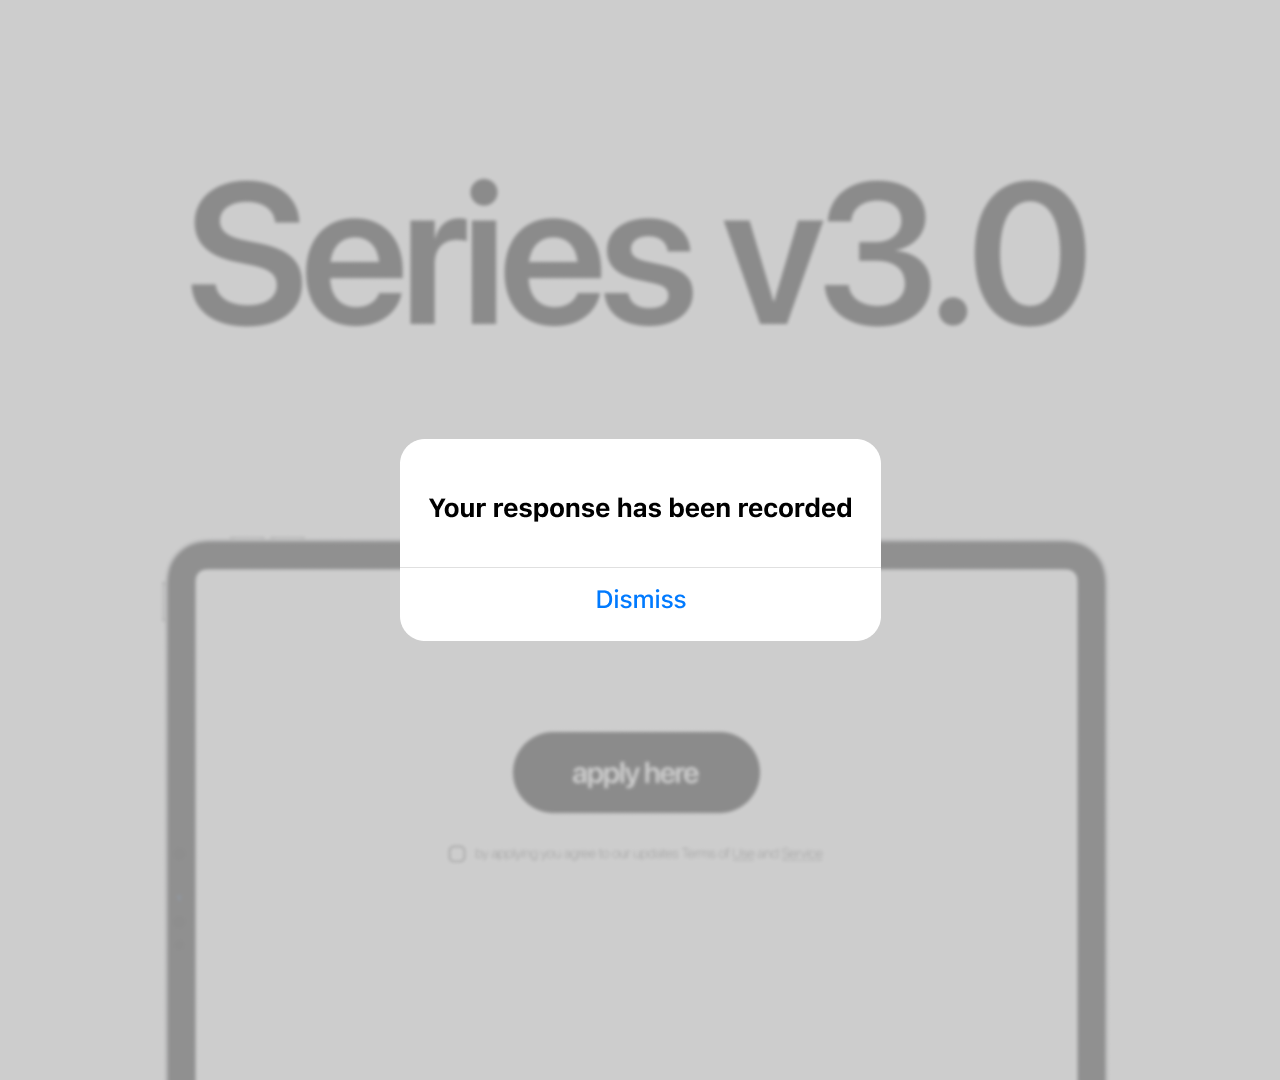 Series v3.0
Your response has been recorded
Dismiss
apply here
by applying you agree to our updates Terms of Use and Service